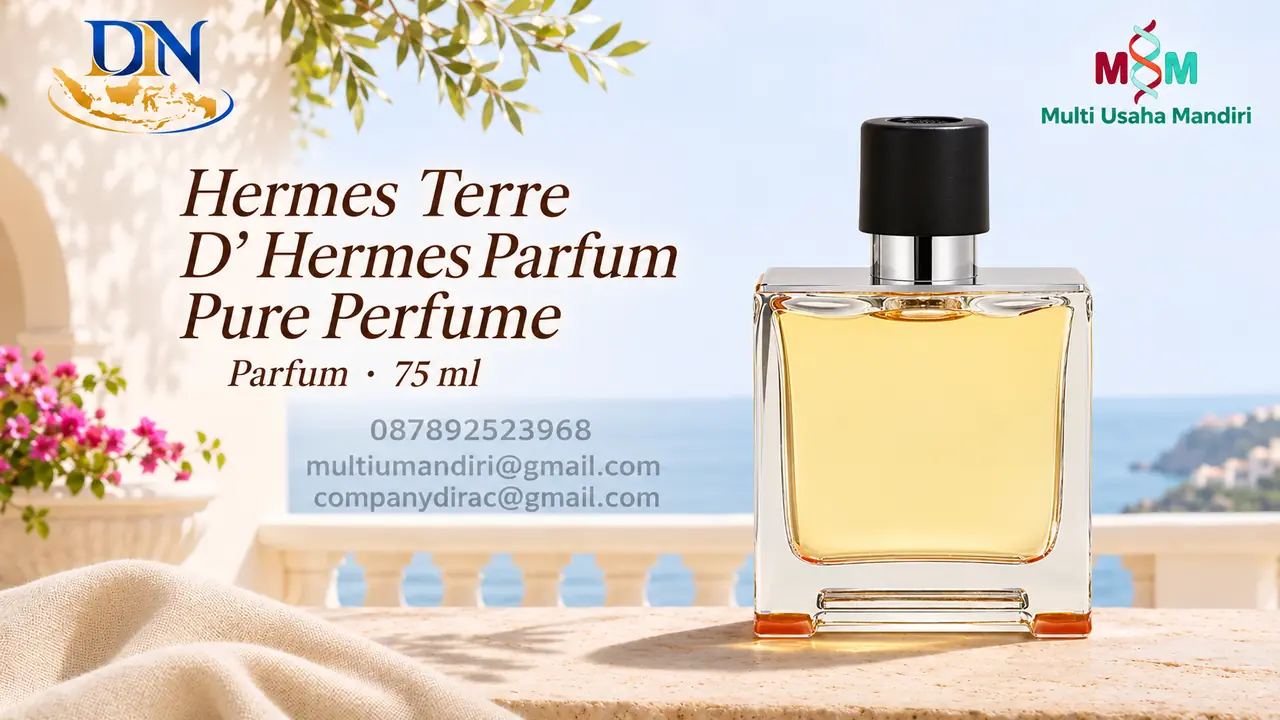 DN
M M
Multi Usaha Mandiri
Hermes Terre
D' Hermes Parfum
Pure Perfume
Parfum • 75 ml
087892523968
multiumandiri@gmail.com
companydirac@gmail.com